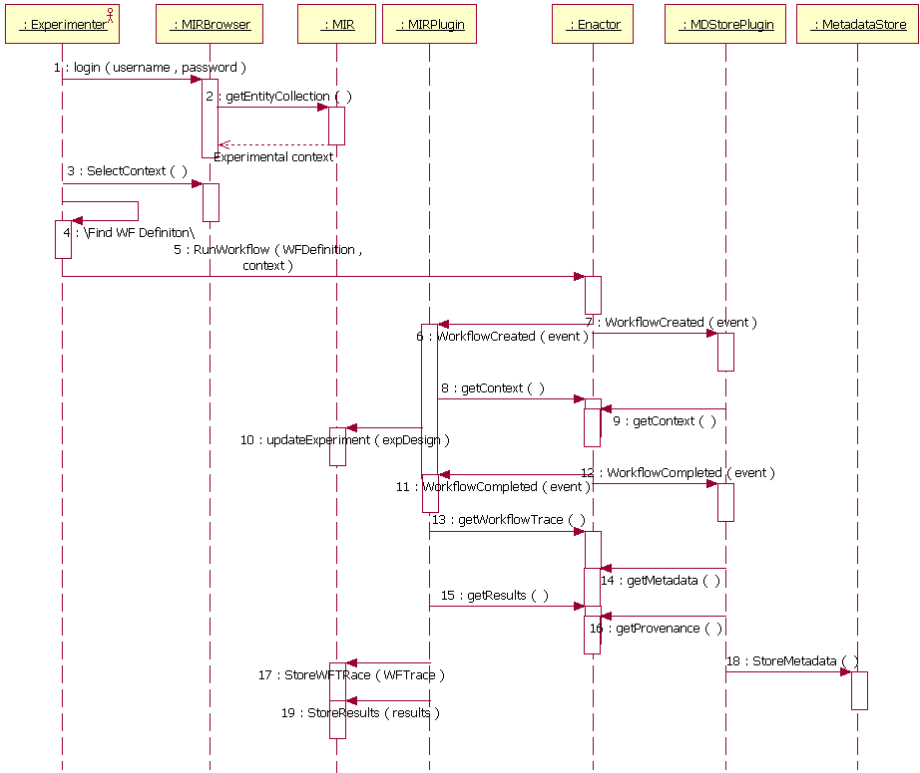 : Experimenter
: MIRBrowser
: MIR
: MIRPlugin
: Enactor
: MDStorePlugin
: MetadataStore
1 : login ( username , password )
2 : getEntityCollection ( )
Experimental context
3 : SelectContext ( )
4 : \Find WF Definiton\
5 : RunWorkflow ( WFDefinition ,
context )
7 : WorkflowCreated ( event )
6 : WorkflowCreated ( event )
8 : getContext ( )
9 : getContext ( )
10 : updateExperiment ( expDesign )
12 : WorkflowCompleted ( event )
11 : WorkflowCompleted ( event )
13 : getWorkflowTrace ( )
14 : getMetadata ( )
15 : getResults ( )
16 : getProvenance ( )
18 : StoreMetadata ( )
17 : StoreWFTRace ( WFTrace )
19 : StoreResults ( results )